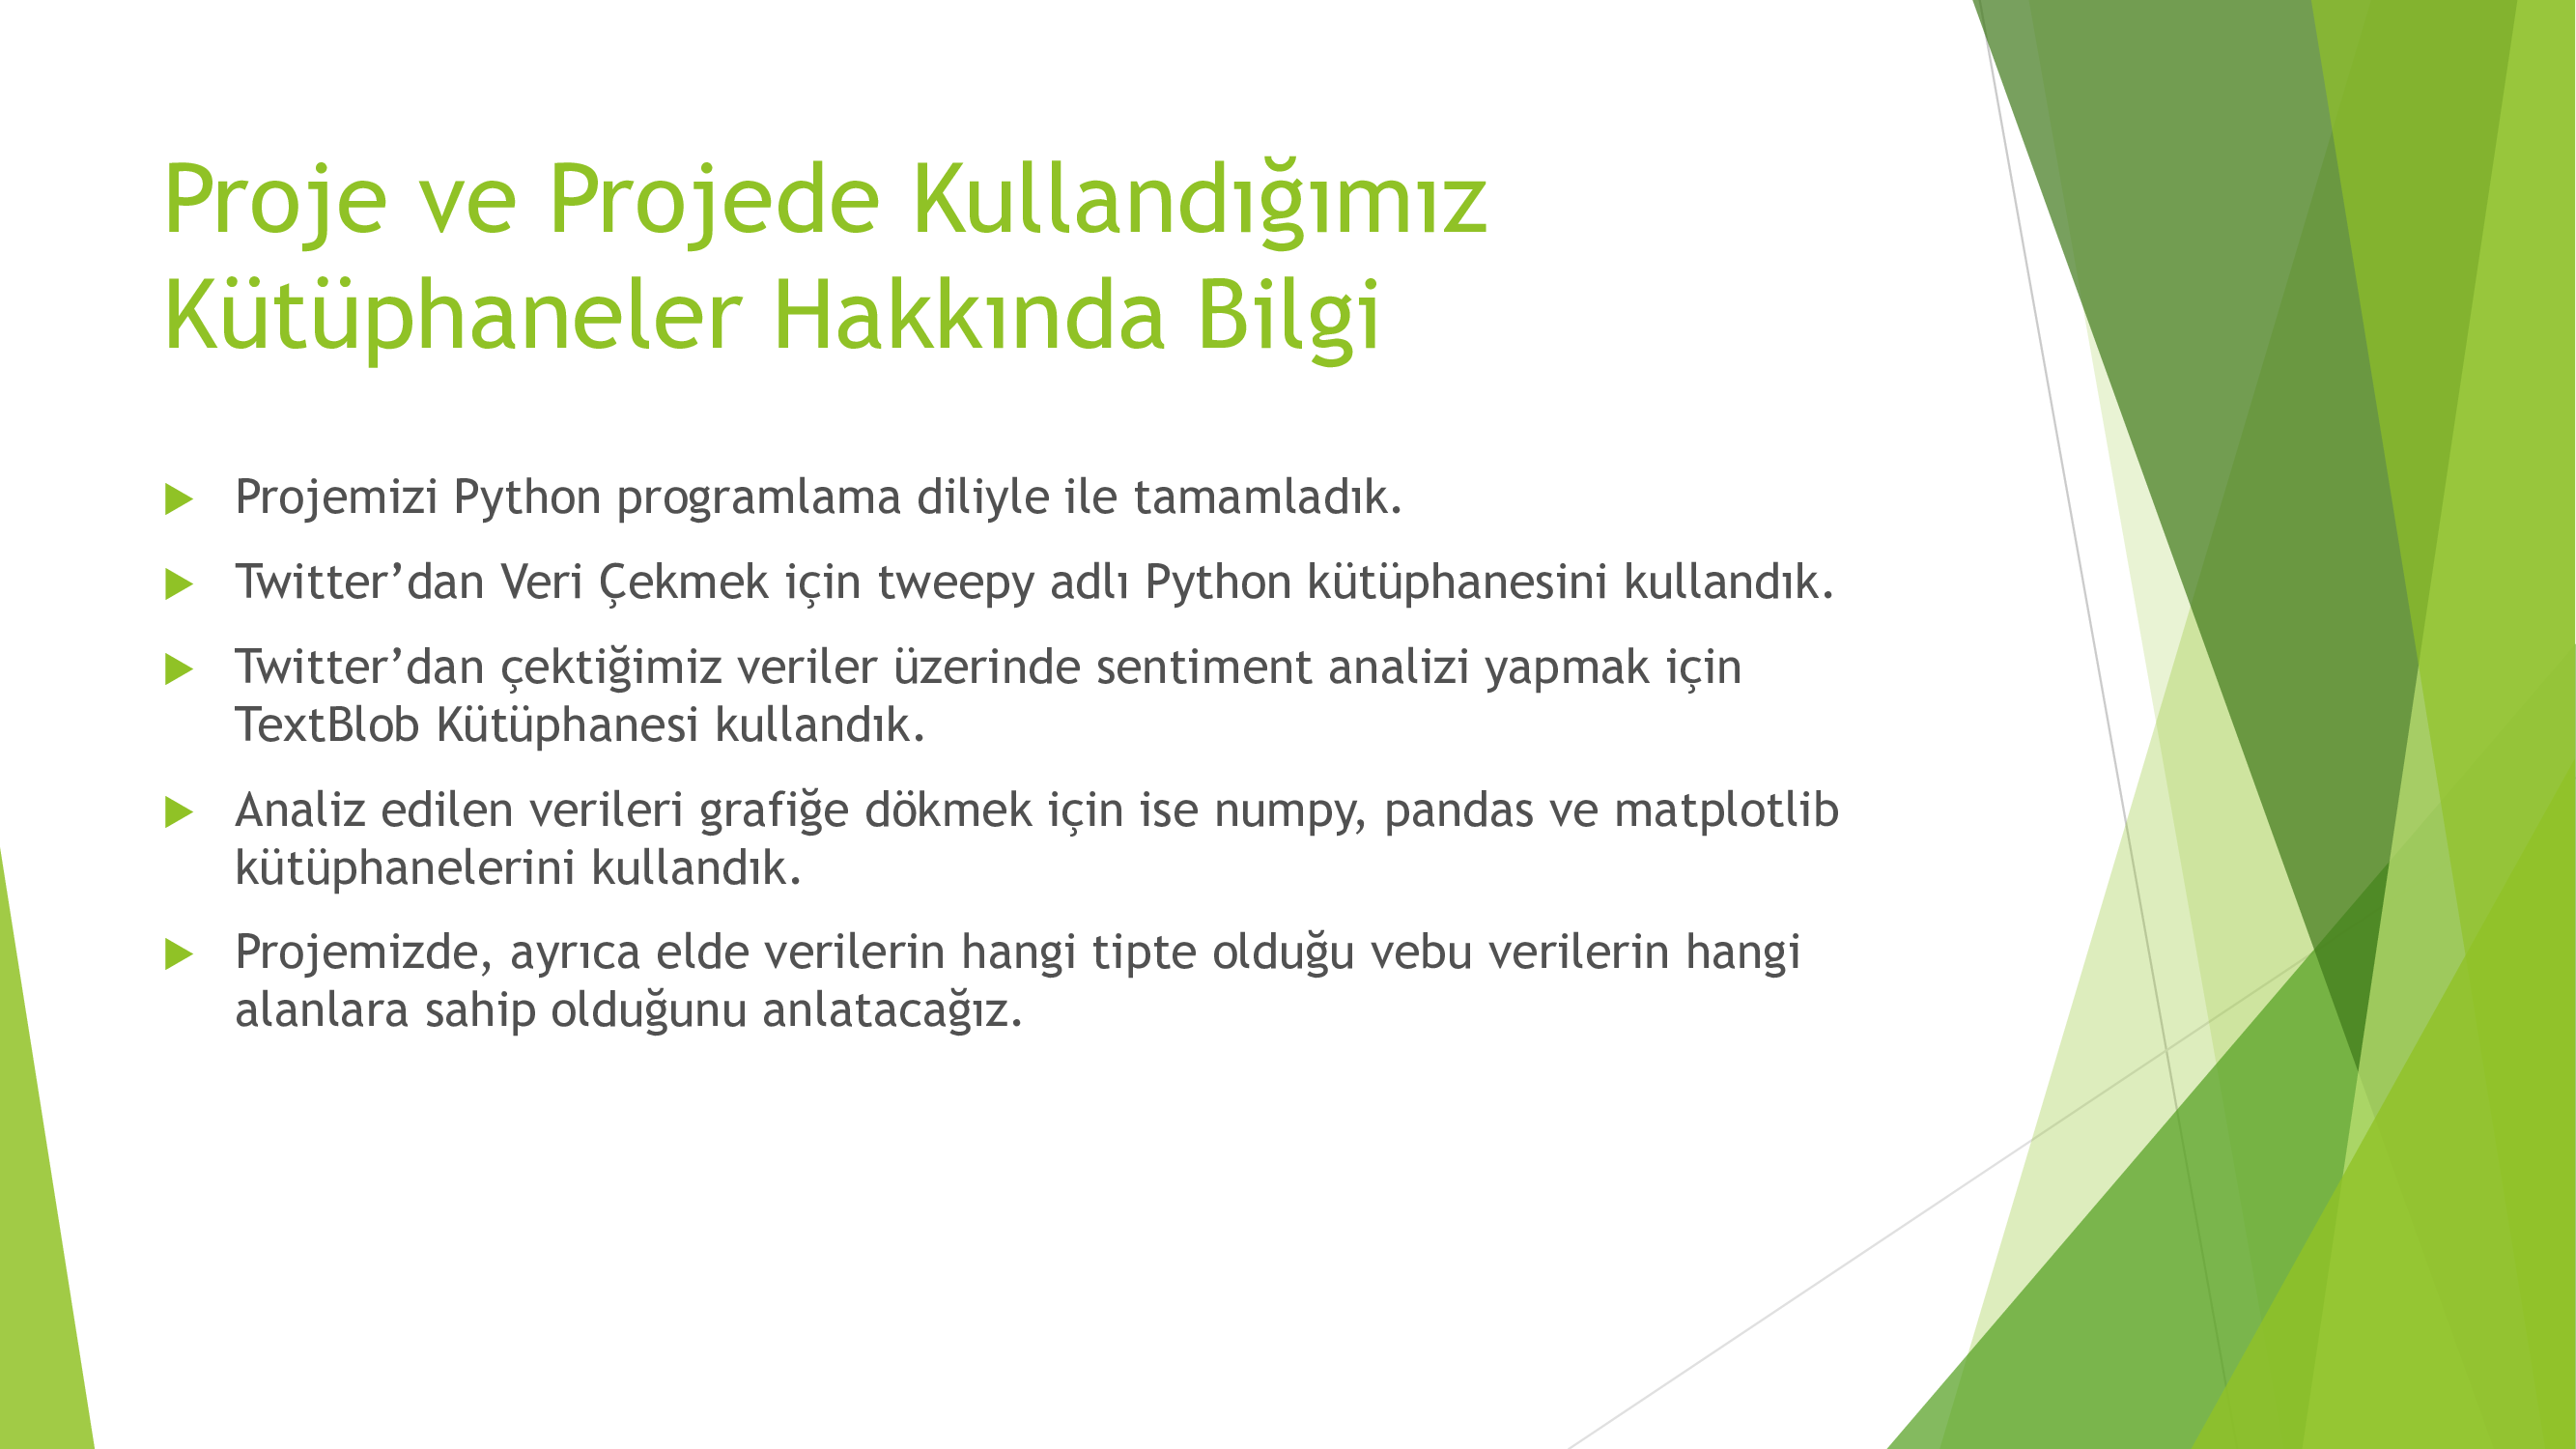 Proje ve Projede Kullandığımız
Kütüphaneler Hakkında Bilgi
Projemizi Python programlama diliyle ile tamamladık.
Twitter’dan Veri Çekmek için tweepy adlı Python kütüphanesini kullandık.
Twitter’dan çektiğimiz veriler üzerinde sentiment analizi yapmak için
TextBlob Kütüphanesi kullandık.
Analiz edilen verileri grafiğe dökmek için ise numpy, pandas ve matplotlib
kütüphanelerini kullandık.
Projemizde, ayrıca elde verilerin hangi tipte olduğu vebu verilerin hangi
alanlara sahip olduğunu anlatacağız.